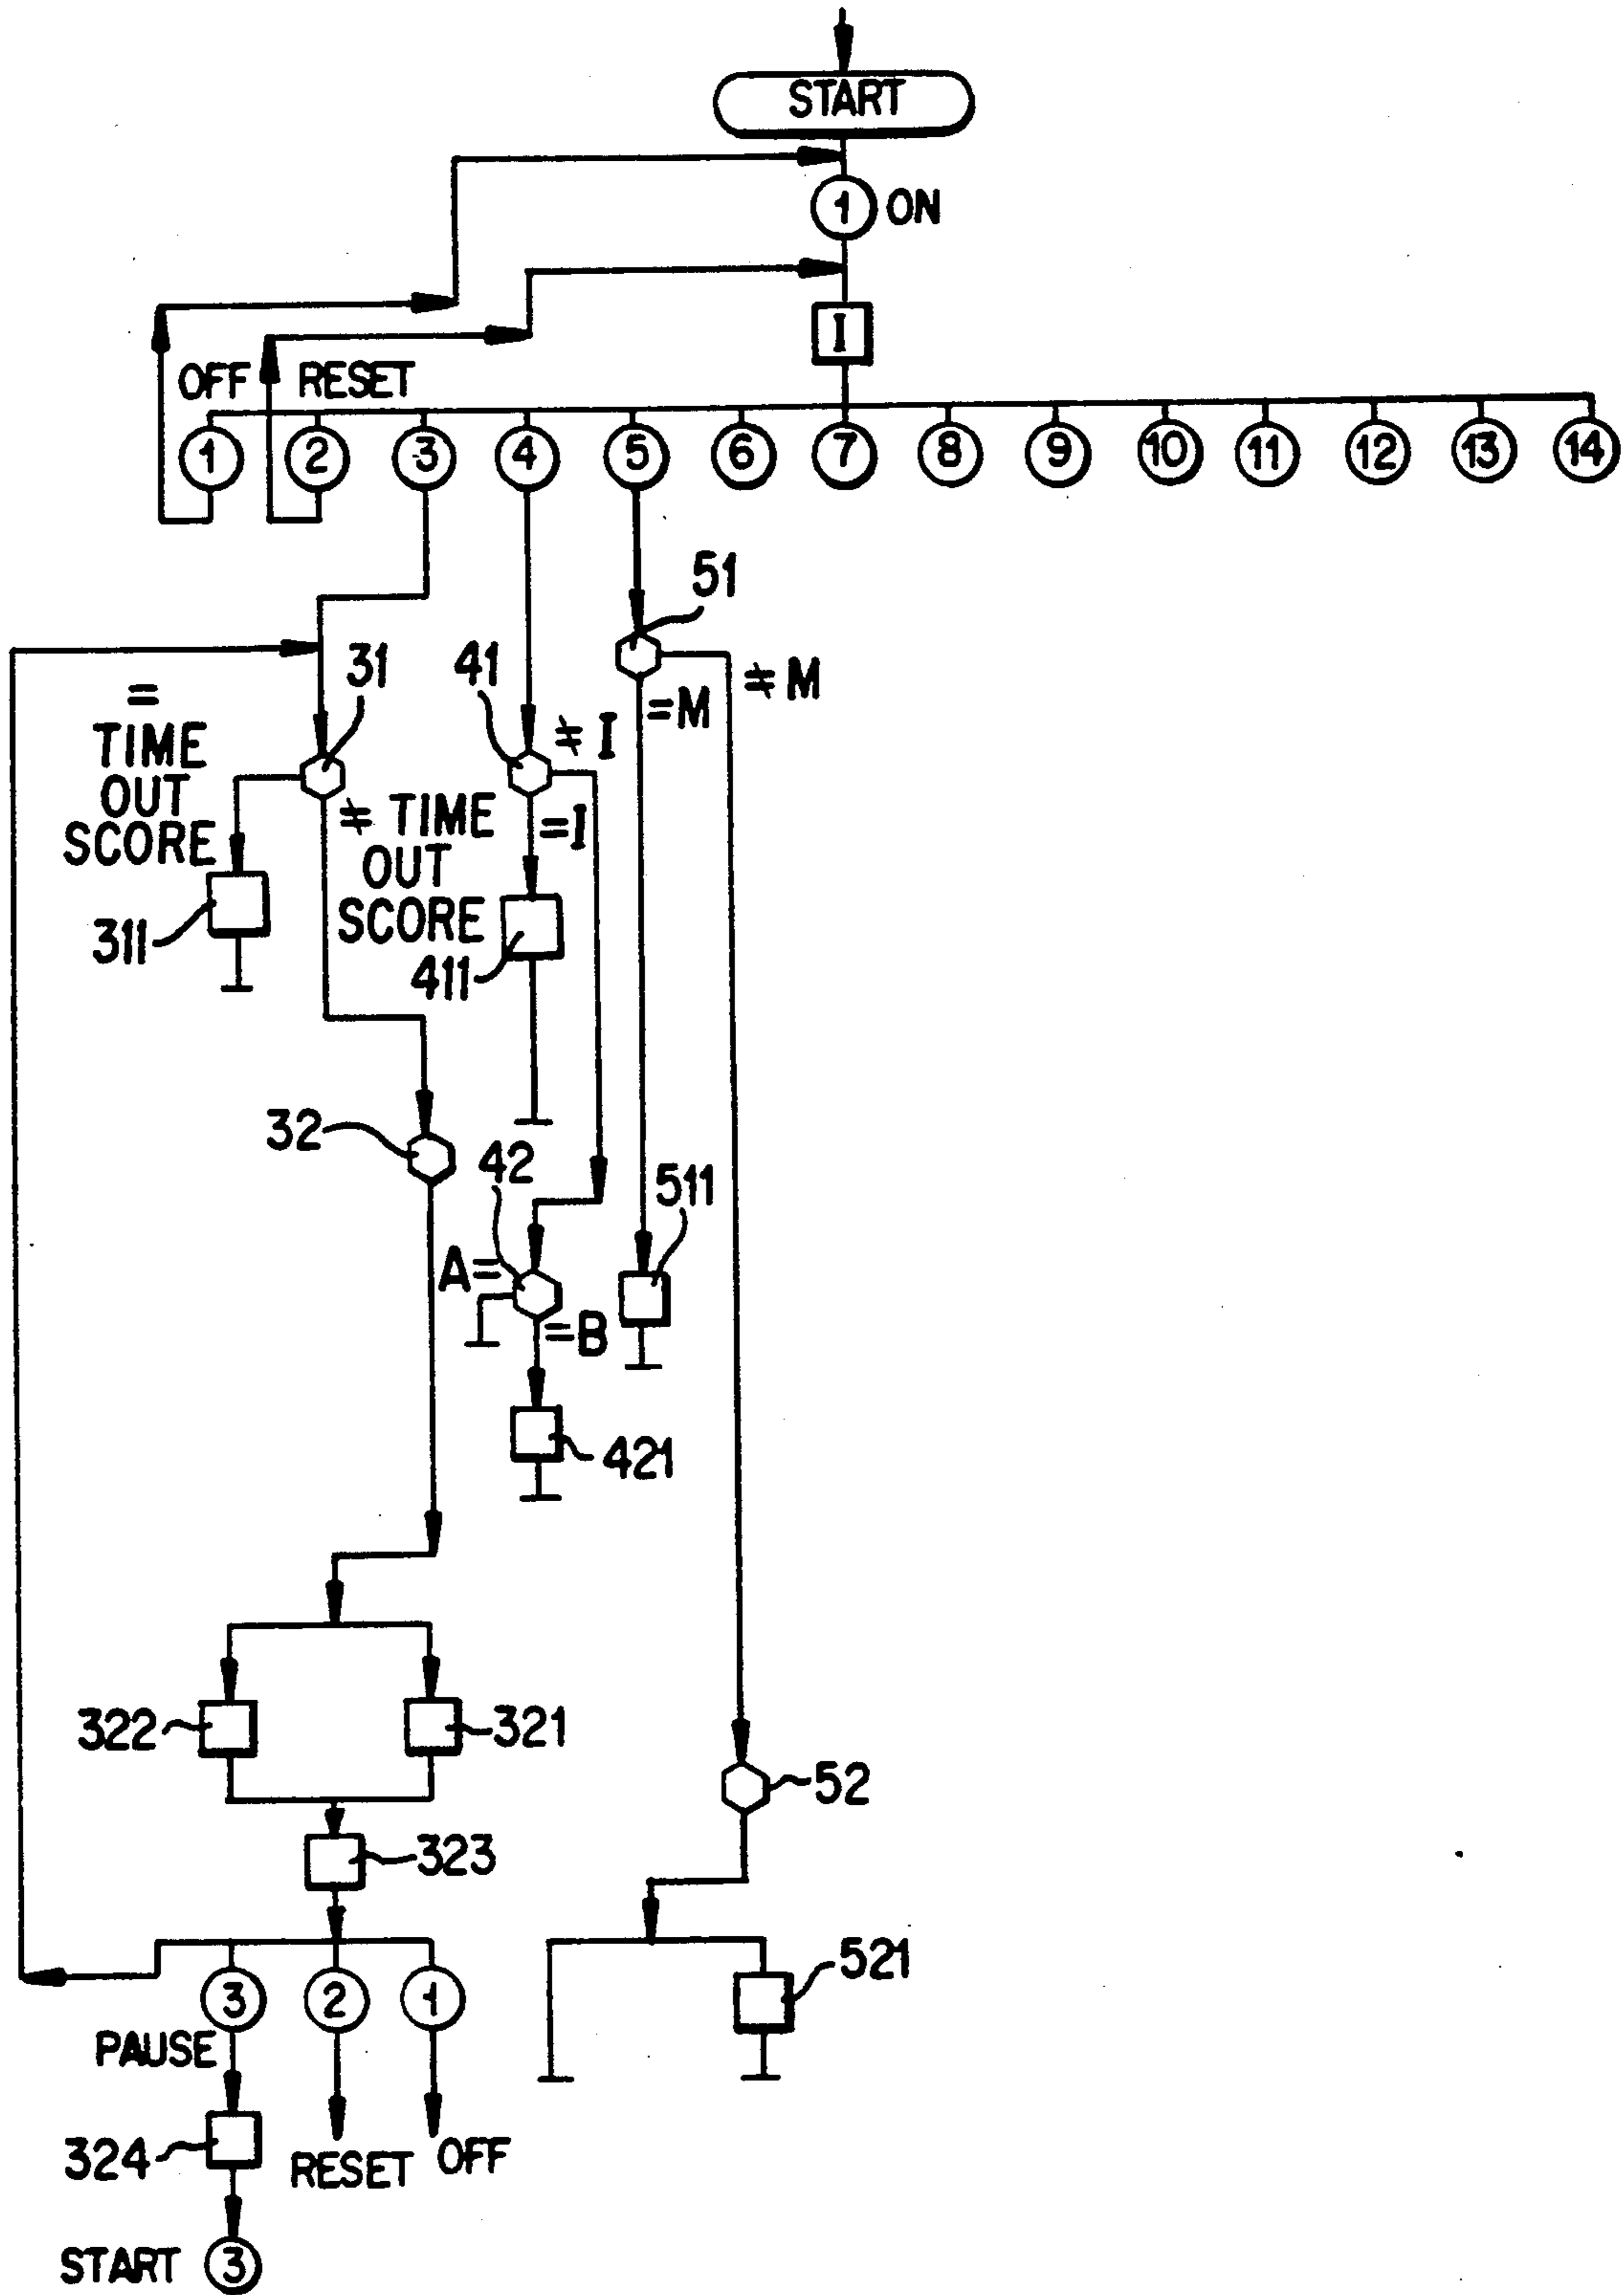 START
1 ON
I
OFF RESET
1 2 3 4 5 6 7 8 9 10 11 12 13 14
51
31
41
≠ M
=M
=
TIME
OUT
SCORE
≠ I
≠ TIME
OUT
SCORE
=I
311
411
32
42
511
A=
=B
421
322
321
52
323
521
3 2 1
PAUSE
324
RESET
OFF
START 3